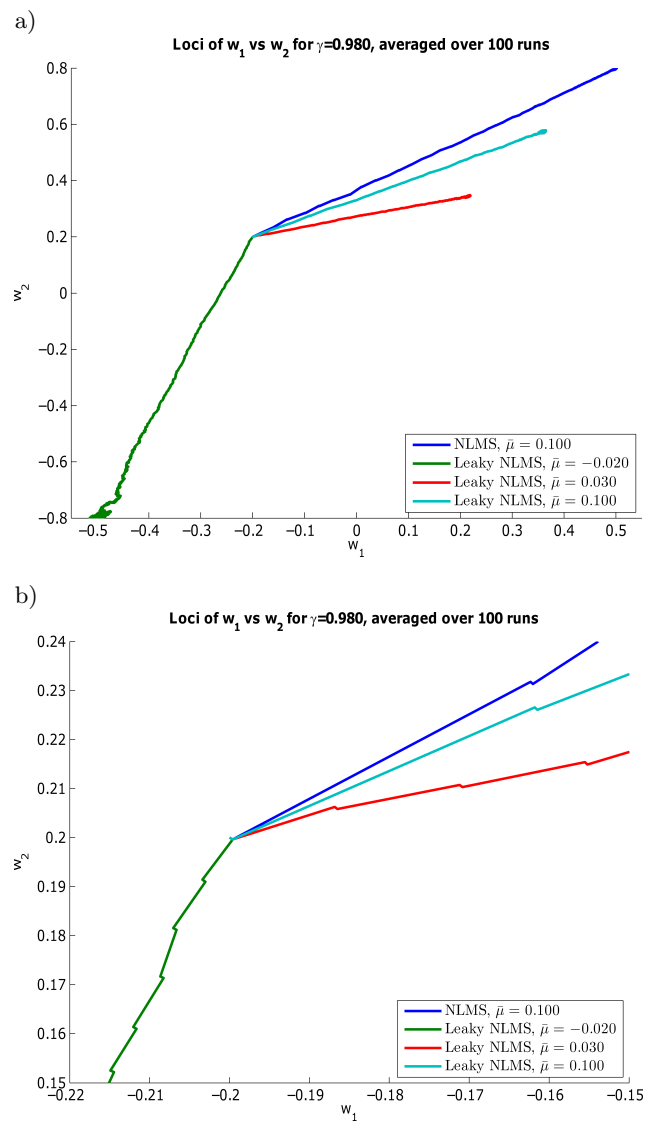 a)
Loci of w1 vs w2 for γ=0.980, averaged over 100 runs
0.8
0.6
0.4
0.2
0
−0.2
−0.4
−0.6
−0.8
w2
−0.5 −0.4 −0.3 −0.2 −0.1 0 0.1 0.2 0.3 0.4 0.5
w1
NLMS, μ̄ = 0.100
Leaky NLMS, μ̄ = −0.020
Leaky NLMS, μ̄ = 0.030
Leaky NLMS, μ̄ = 0.100
b)
Loci of w1 vs w2 for γ=0.980, averaged over 100 runs
0.24
0.23
0.22
0.21
0.2
0.19
0.18
0.17
0.16
0.15
w2
−0.22 −0.21 −0.2 −0.19 −0.18 −0.17 −0.16 −0.15
w1
NLMS, μ̄ = 0.100
Leaky NLMS, μ̄ = −0.020
Leaky NLMS, μ̄ = 0.030
Leaky NLMS, μ̄ = 0.100